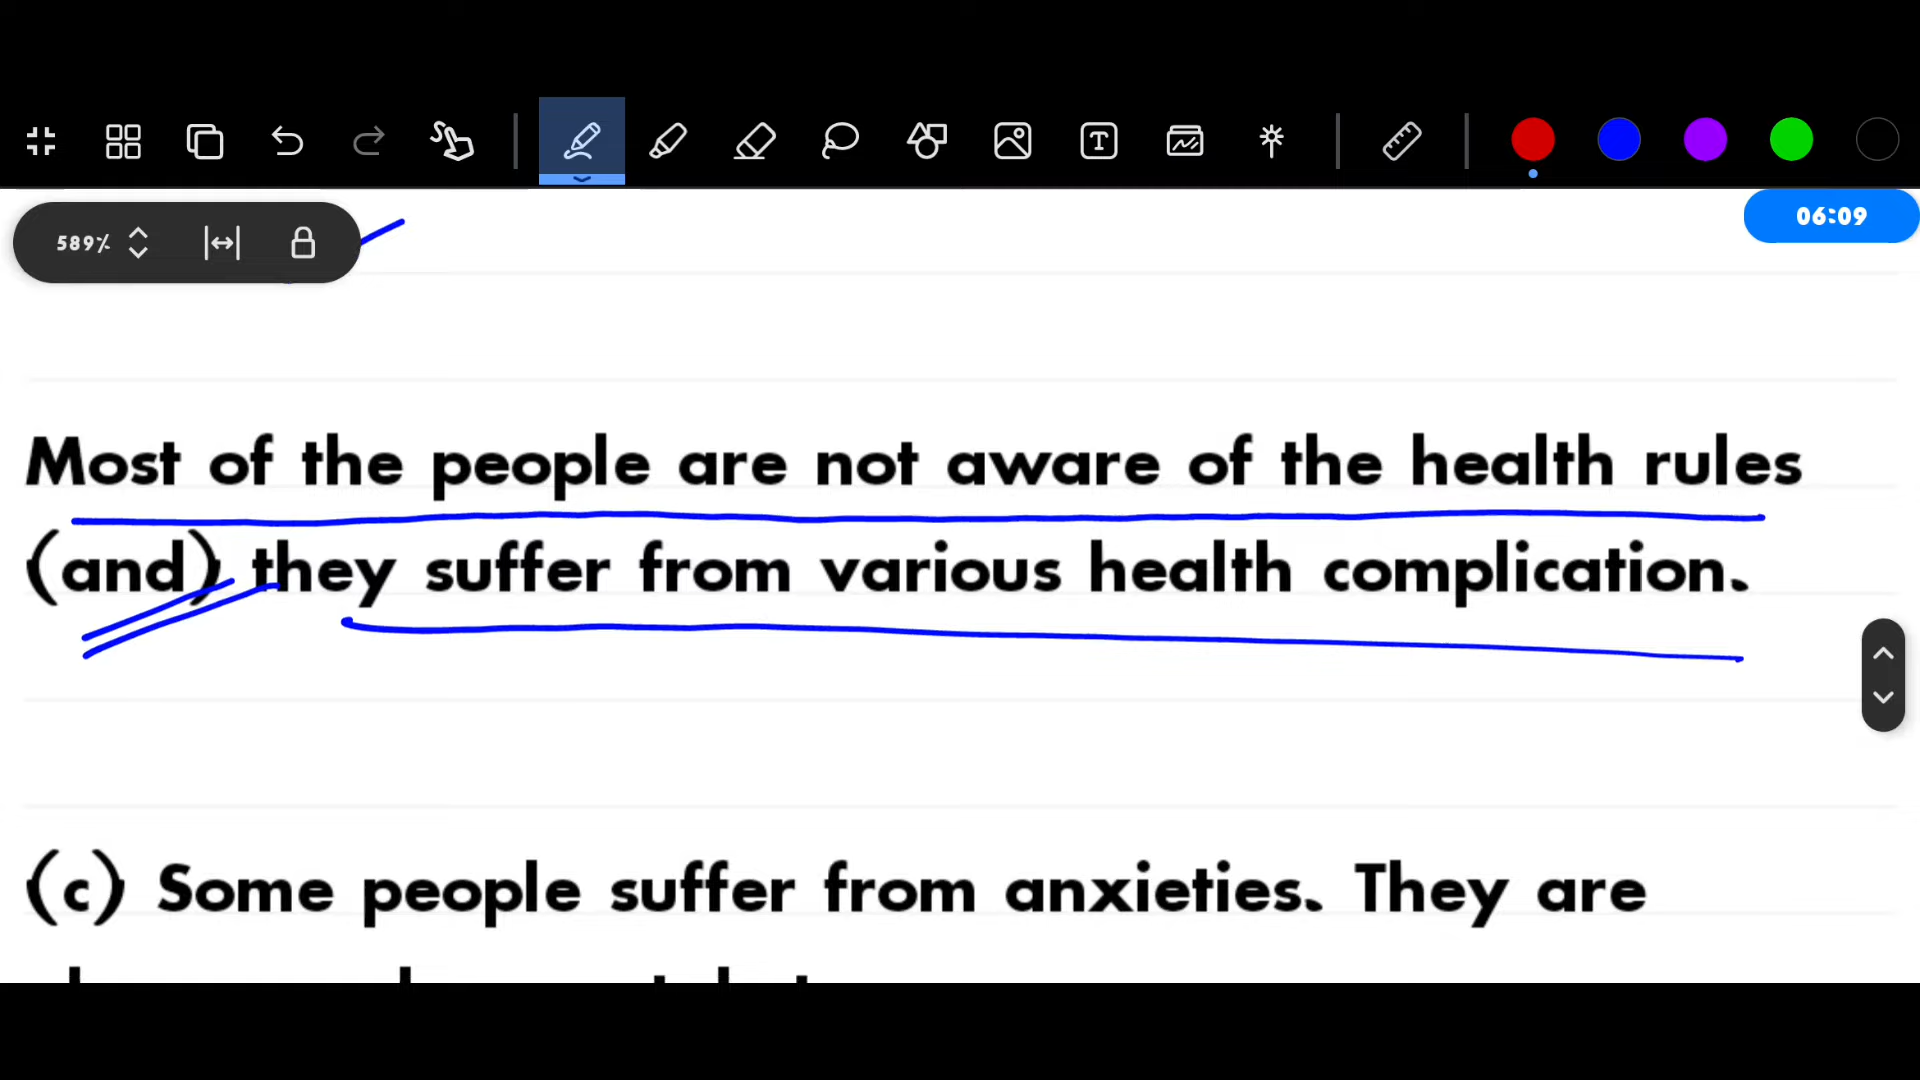 589%
06:09
Most of the people are not aware of the health rules
(and) they suffer from various health complication.
(c) Some people suffer from anxieties. They are